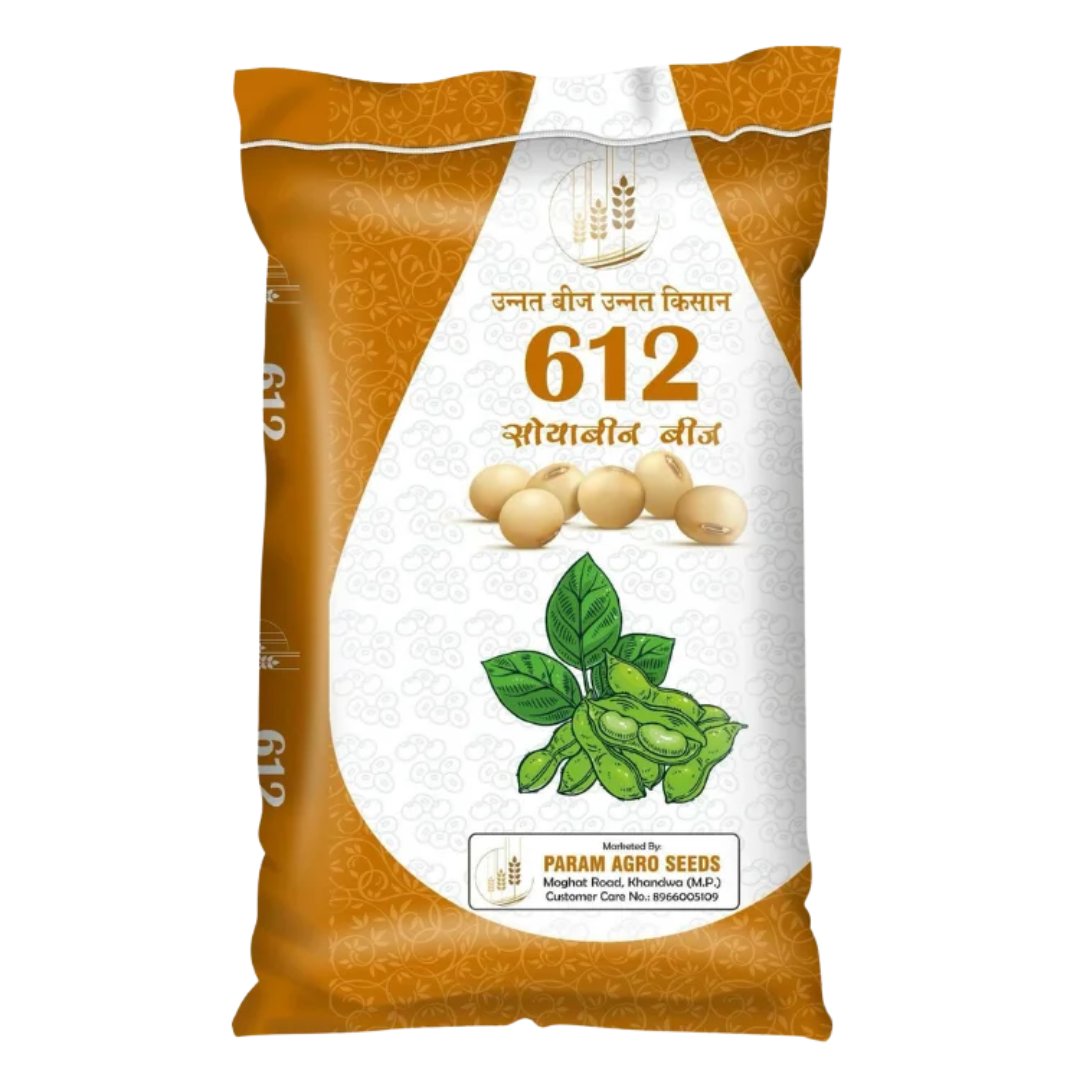 उन्नत बीज उन्नत किसान
612
सोयाबीन बीज
612
612
Marketed By:
PARAM AGRO SEEDS
Moghat Road, Khandwa (M.P.)
Customer Care No.: 8966005109